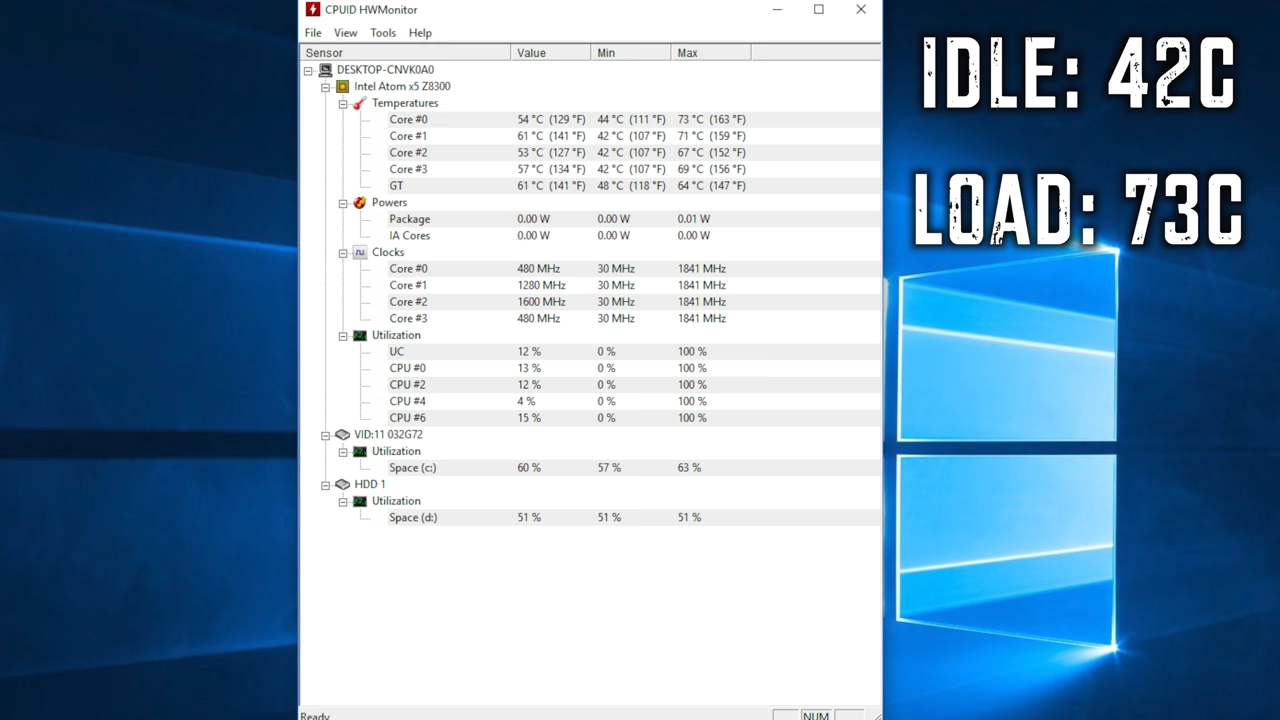 CPUID HWMonitor
IDLE: 42C
File View Tools Help
Sensor Value Min Max
DESKTOP-CNVK0A0
Intel Atom x5 Z8300
Temperatures
Core #0 54 °C (129 °F) 44 °C (111 °F) 73 °C (163 °F)
Core #1 61 °C (141 °F) 42 °C (107 °F) 71 °C (159 °F)
Core #2 53 °C (127 °F) 42 °C (107 °F) 67 °C (152 °F)
Core #3 57 °C (134 °F) 42 °C (107 °F) 69 °C (156 °F)
GT 61 °C (141 °F) 48 °C (118 °F) 64 °C (147 °F)
LOAD: 73C
Powers
Package 0.00 W 0.00 W 0.01 W
IA Cores 0.00 W 0.00 W 0.00 W
Clocks
Core #0 480 MHz 30 MHz 1841 MHz
Core #1 1280 MHz 30 MHz 1841 MHz
Core #2 1600 MHz 30 MHz 1841 MHz
Core #3 480 MHz 30 MHz 1841 MHz
Utilization
UC 12 % 0 % 100 %
CPU #0 13 % 0 % 100 %
CPU #2 12 % 0 % 100 %
CPU #4 4 % 0 % 100 %
CPU #6 15 % 0 % 100 %
VID:11 032G72
Utilization
Space (c:) 60 % 57 % 63 %
HDD 1
Utilization
Space (d:) 51 % 51 % 51 %
Ready NUM